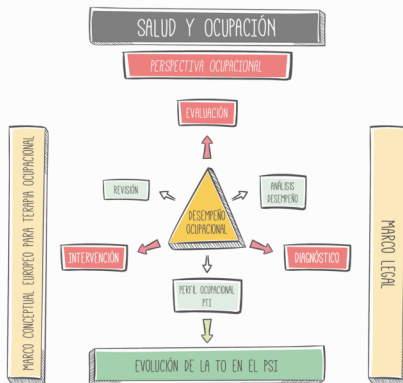 SALUD Y OCUPACIÓN
PERSPECTIVA OCUPACIONAL
EVALUACIÓN
MARCO CONCEPTUAL EUROPEO PARA TERAPIA OCUPACIONAL
REVISIÓN
ANÁLISIS
DESEMPEÑO
DESEMPEÑO
OCUPACIONAL
MARCO LEGAL
INTERVENCIÓN
DIAGNÓSTICO
PERFIL OCUPACIONAL
PTI
EVOLUCIÓN DE LA TO EN EL PSI